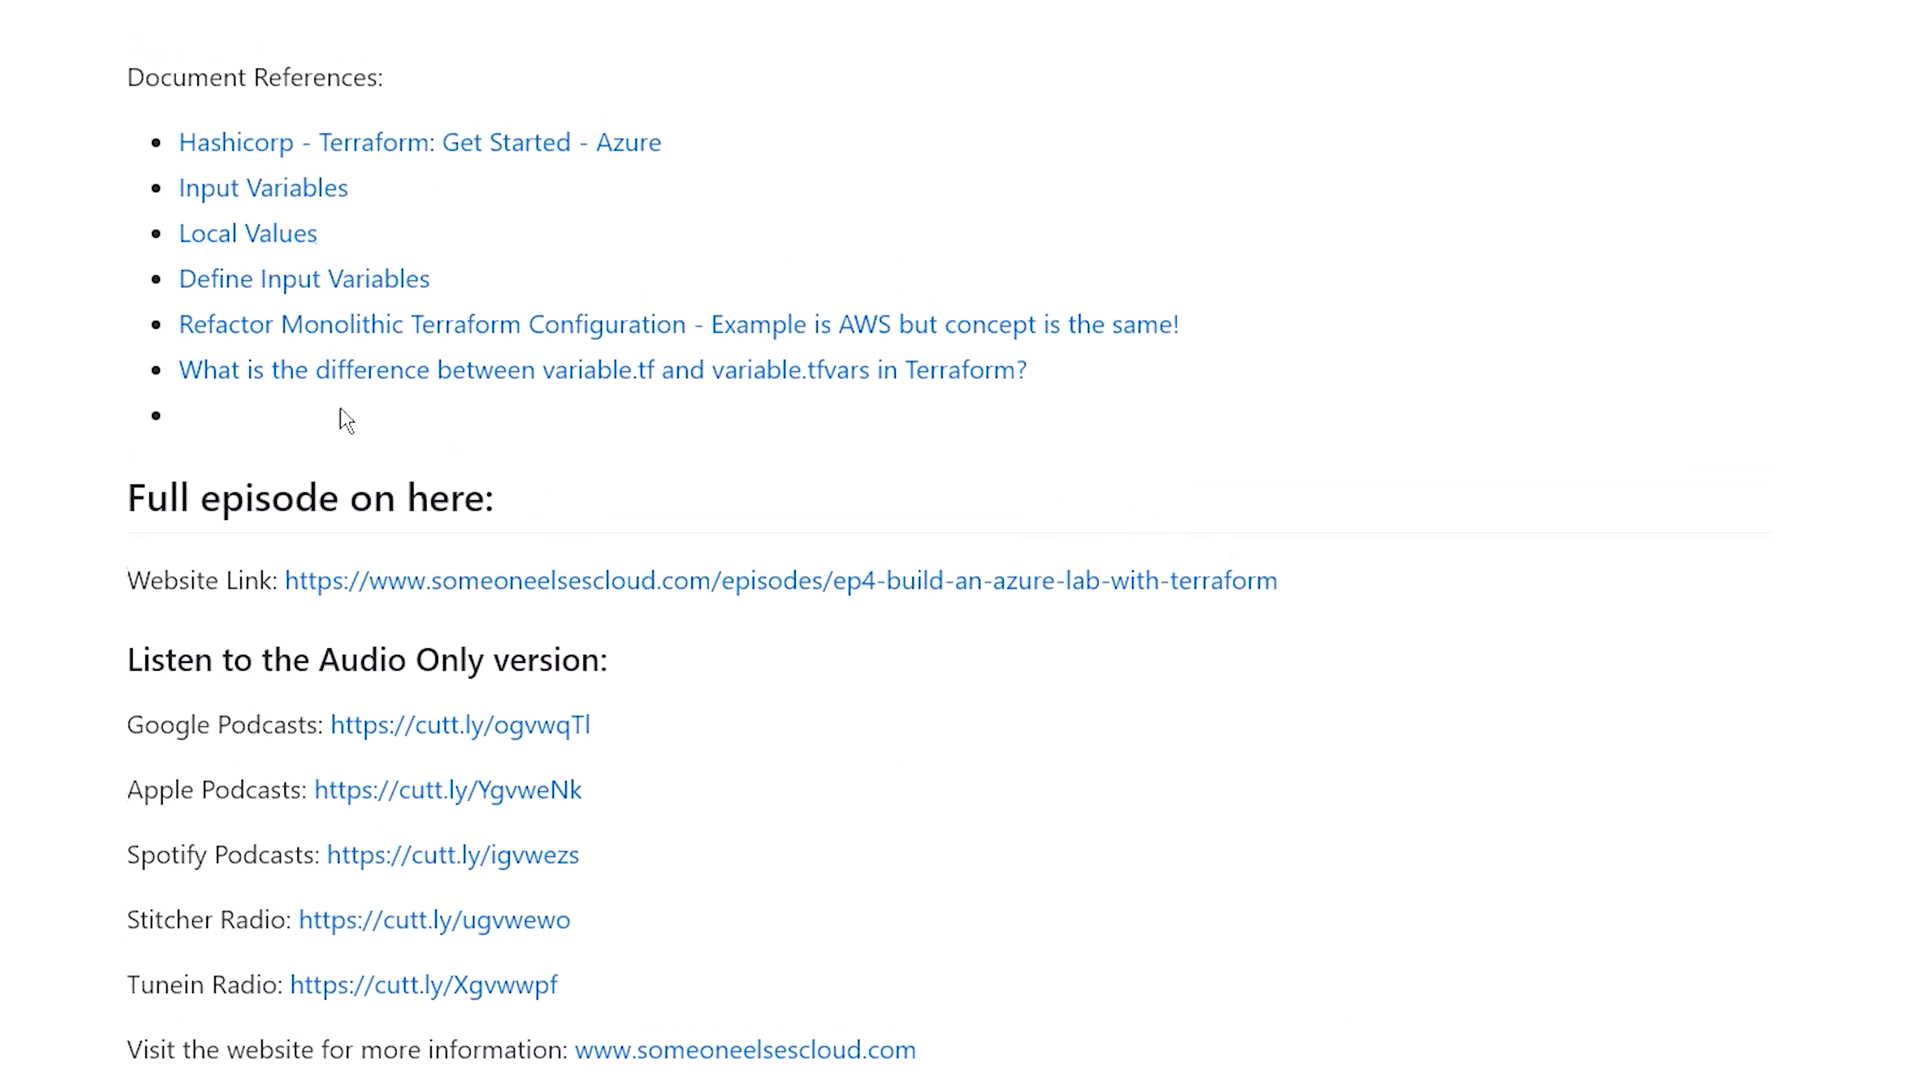 Document References:
Hashicorp - Terraform: Get Started - Azure
Input Variables
Local Values
Define Input Variables
Refactor Monolithic Terraform Configuration - Example is AWS but concept is the same!
What is the difference between variable.tf and variable.tfvars in Terraform?
Full episode on here:
Website Link: https://www.someoneelsescloud.com/episodes/ep4-build-an-azure-lab-with-terraform
Listen to the Audio Only version:
Google Podcasts: https://cutt.ly/ogvwqTl
Apple Podcasts: https://cutt.ly/YgvweNk
Spotify Podcasts: https://cutt.ly/igvwezs
Stitcher Radio: https://cutt.ly/ugvwewo
Tunein Radio: https://cutt.ly/Xgvwwpf
Visit the website for more information: www.someoneelsescloud.com